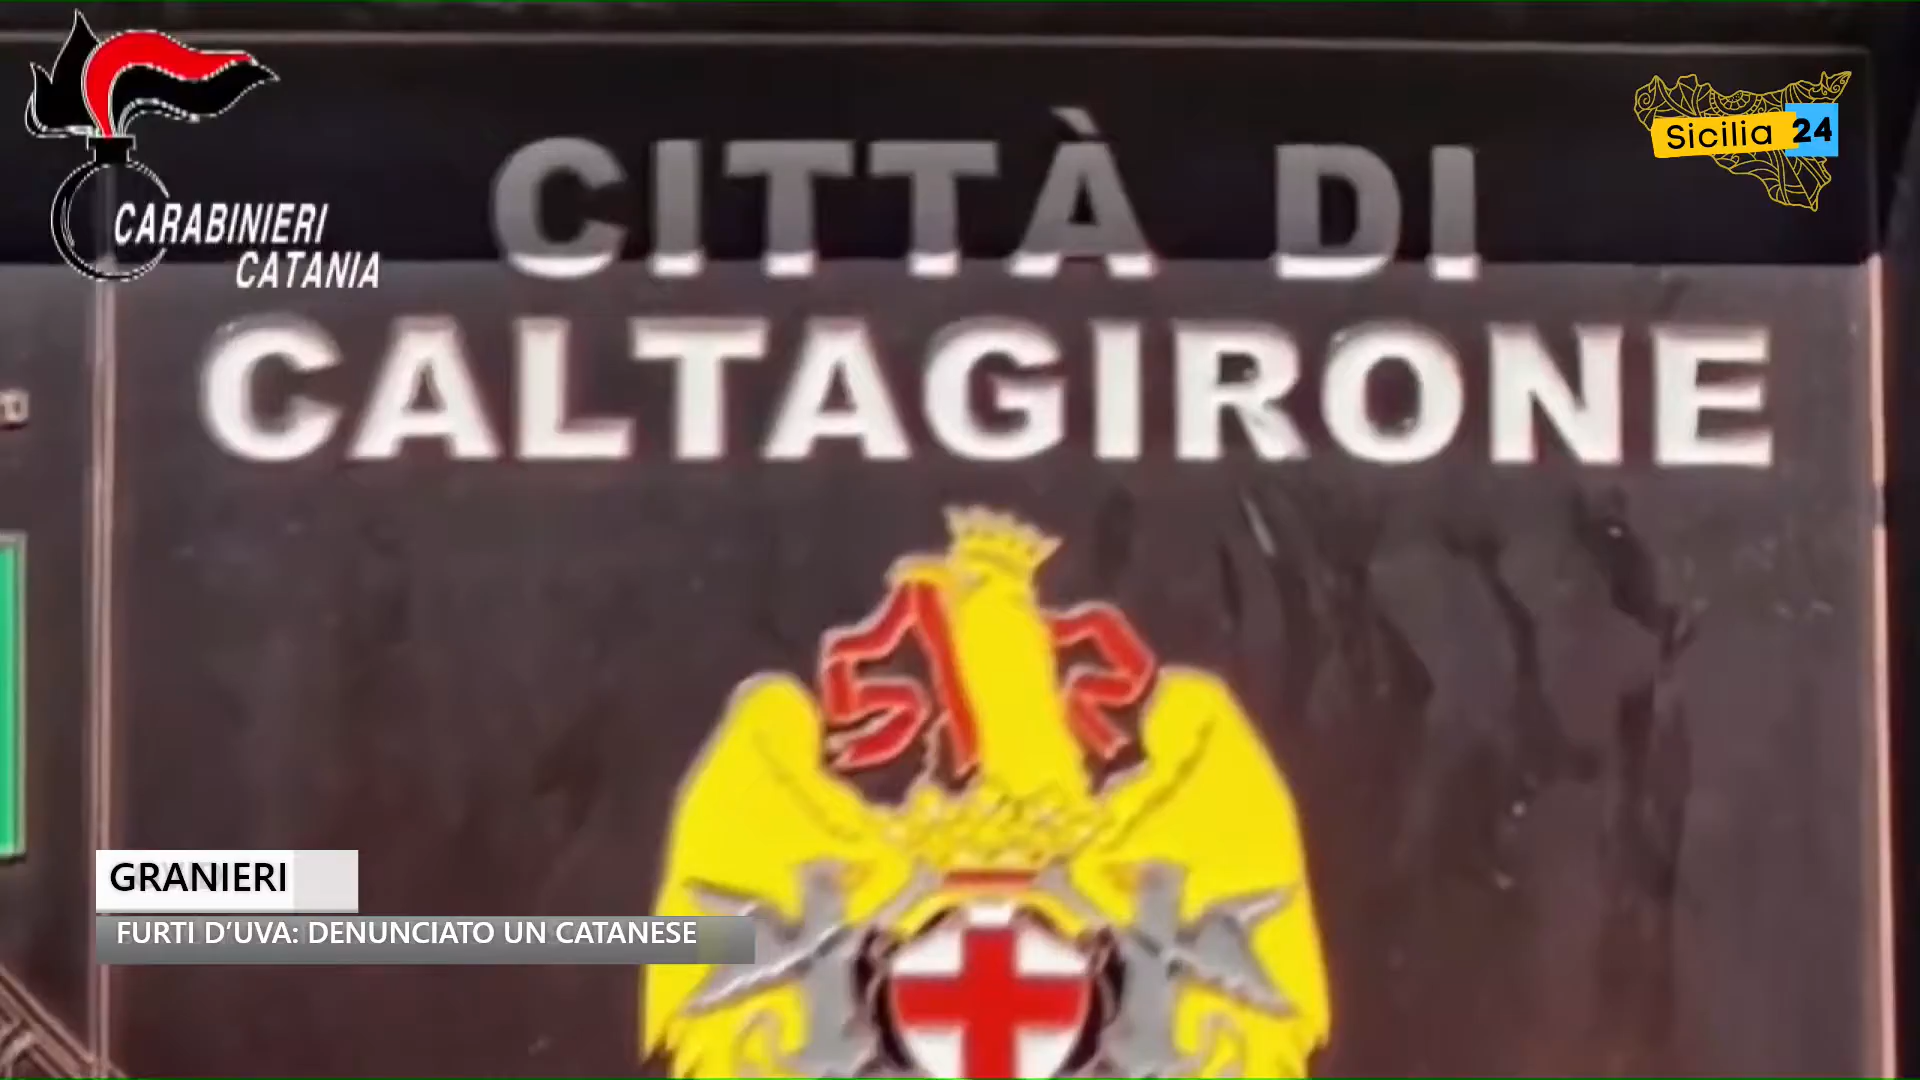 CARABINIERI
CATANIA
Sicilia 24
CITTÀ DI
CALTAGIRONE
GRANIERI
FURTI D’UVA: DENUNCIATO UN CATANESE